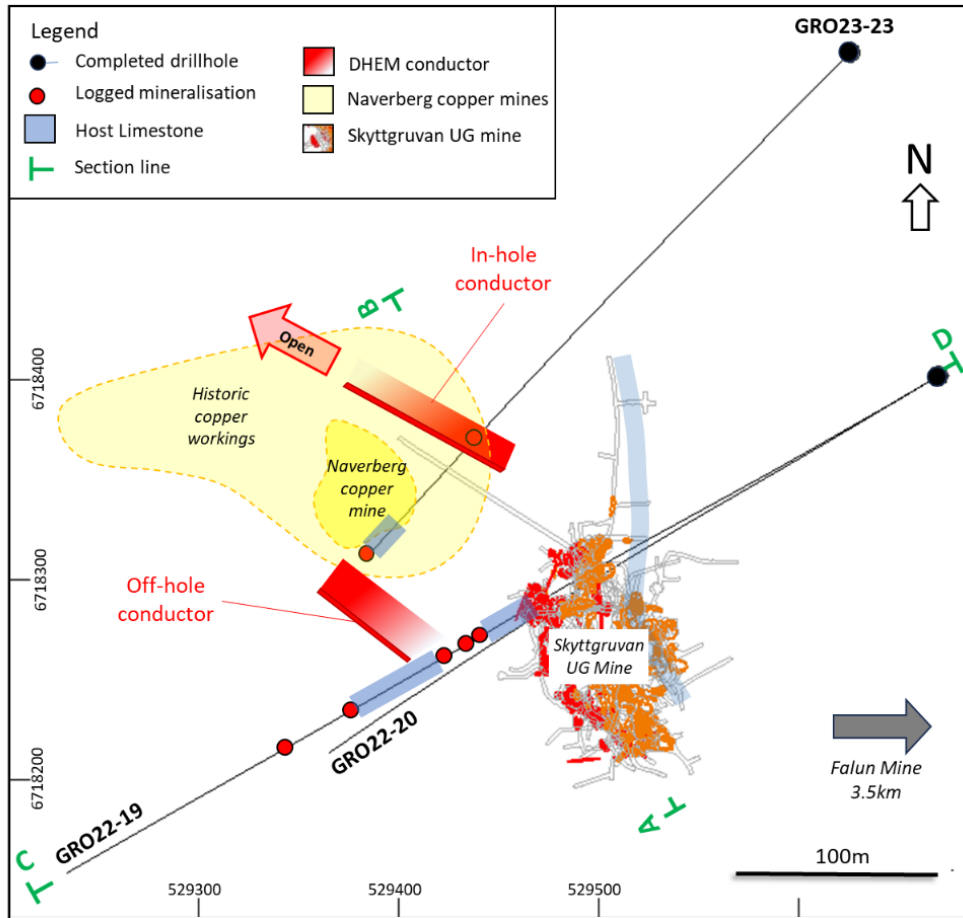 Legend
Completed drillhole
Logged mineralisation
Host Limestone
Section line
DHEM conductor
Naverberg copper mines
Skyttgruvan UG mine
GRO23-23
N
In-hole
conductor
B
Open
D
6718400
Historic
copper
workings
Naverberg
copper
mine
6718300
Off-hole
conductor
Skyttgruvan
UG Mine
GRO22-20
Falun Mine
3.5km
6718200
A
GRO22-19
C
100m
529300
529400
529500